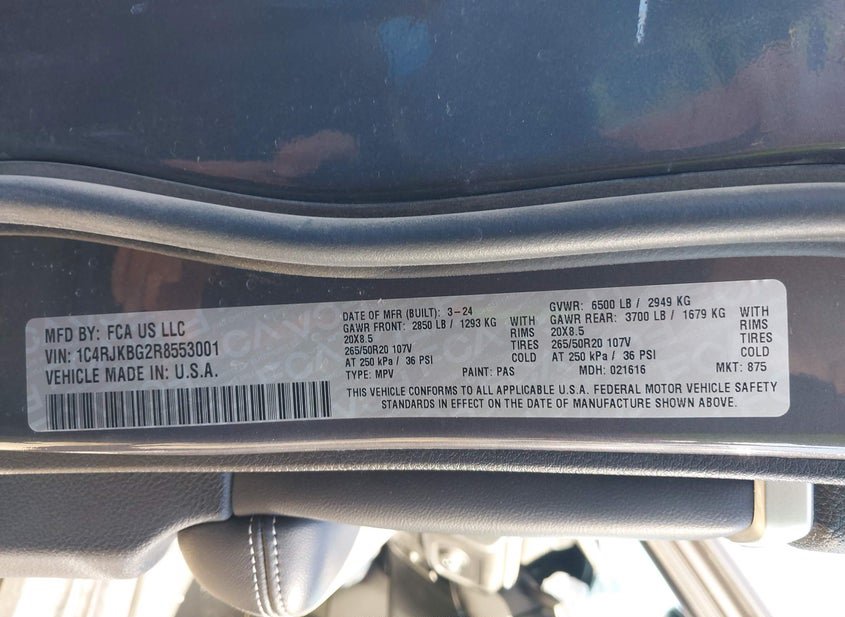 MFD BY: FCA US LLC
VIN: 1C4RJKBG2R8553001
VEHICLE MADE IN: U.S.A.
DATE OF MFR (BUILT): 3-24
GAWR FRONT: 2850 LB / 1293 KG WITH
20X8.5 RIMS
265/50R20 107V TIRES
AT 250 kPa / 36 PSI COLD
TYPE: MPV PAINT: PAS
GVWR: 6500 LB / 2949 KG
GAWR REAR: 3700 LB / 1679 KG WITH
20X8.5 RIMS
265/50R20 107V TIRES
AT 250 kPa / 36 PSI COLD
MDH: 021616 MKT: 875
THIS VEHICLE CONFORMS TO ALL APPLICABLE U.S.A. FEDERAL MOTOR VEHICLE SAFETY
STANDARDS IN EFFECT ON THE DATE OF MANUFACTURE SHOWN ABOVE.